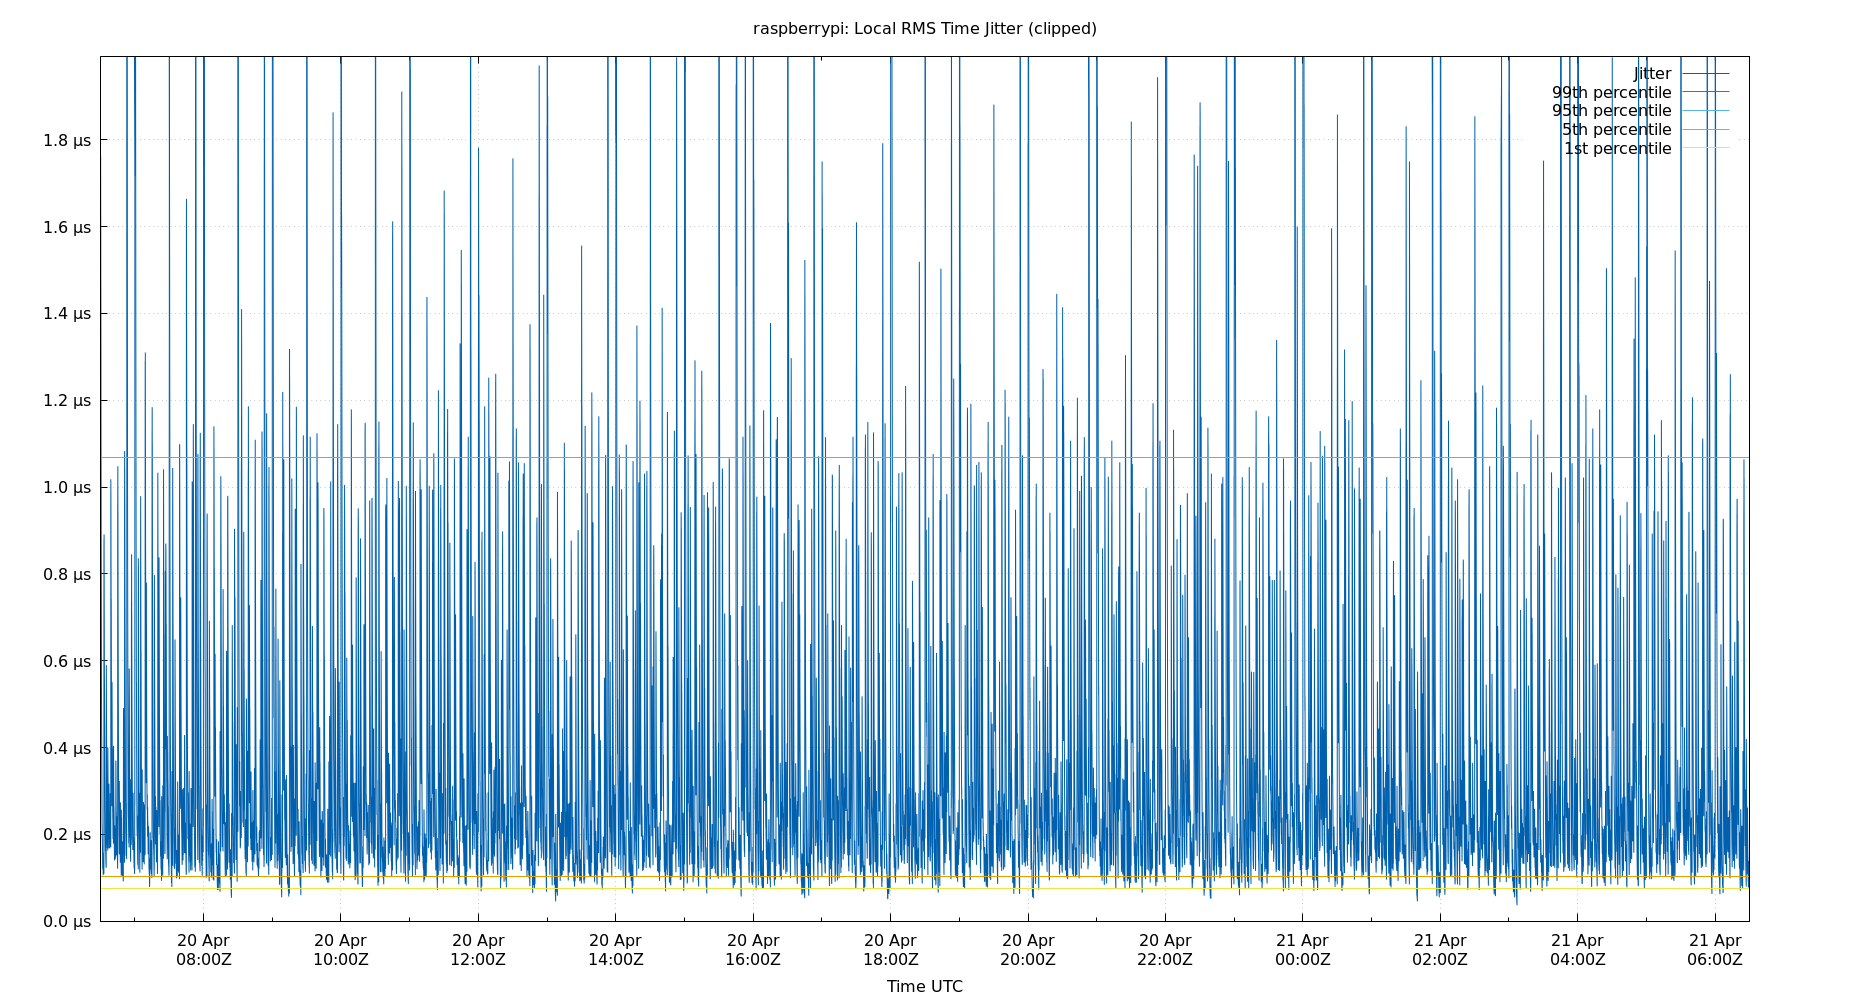 raspberrypi: Local RMS Time Jitter (clipped)
Jitter
99th percentile
95th percentile
5th percentile
1st percentile
1.8 µs
1.6 µs
1.4 µs
1.2 µs
1.0 µs
0.8 µs
0.6 µs
0.4 µs
0.2 µs
0.0 µs
20 Apr 20 Apr 20 Apr 20 Apr 20 Apr 20 Apr 20 Apr 20 Apr 21 Apr 21 Apr 21 Apr 21 Apr
08:00Z 10:00Z 12:00Z 14:00Z 16:00Z 18:00Z 20:00Z 22:00Z 00:00Z 02:00Z 04:00Z 06:00Z
Time UTC